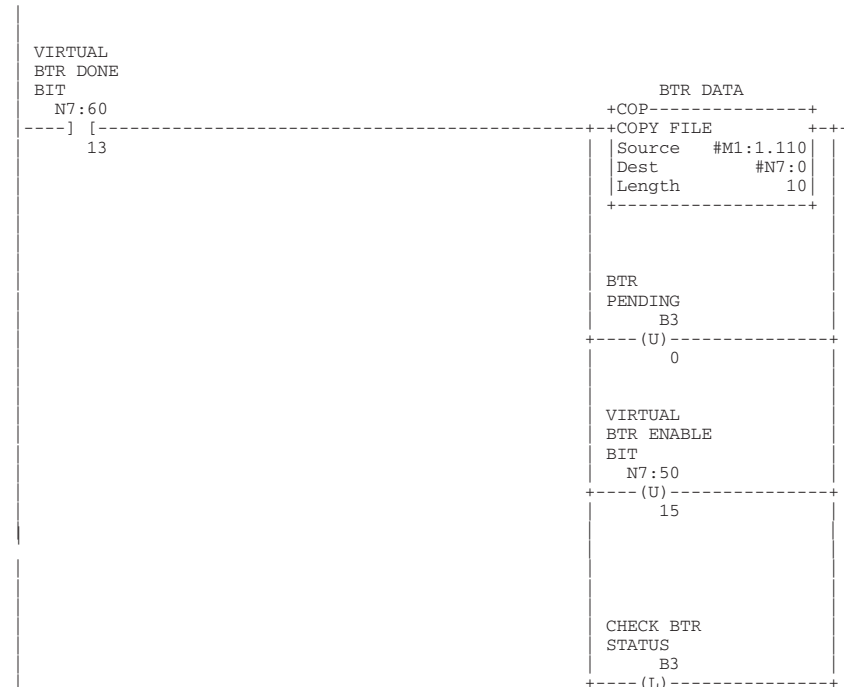 VIRTUAL
BTR DONE
BIT BTR DATA
N7:60 +COP---------------+
----] [-----------------------------------------------+-+COPY FILE +-+-
13 Source #M1:1.110
Dest #N7:0
Length 10
+------------------+
BTR
PENDING
B3
+----(U)---------------+
0
VIRTUAL
BTR ENABLE
BIT
N7:50
+----(U)---------------+
15
CHECK BTR
STATUS
B3
+----(L)---------------+